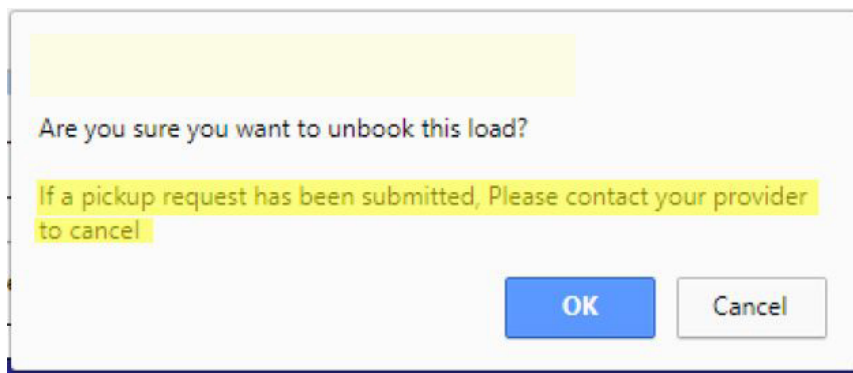 Are you sure you want to unbook this load?
If a pickup request has been submitted, Please contact your provider
to cancel
OK
Cancel